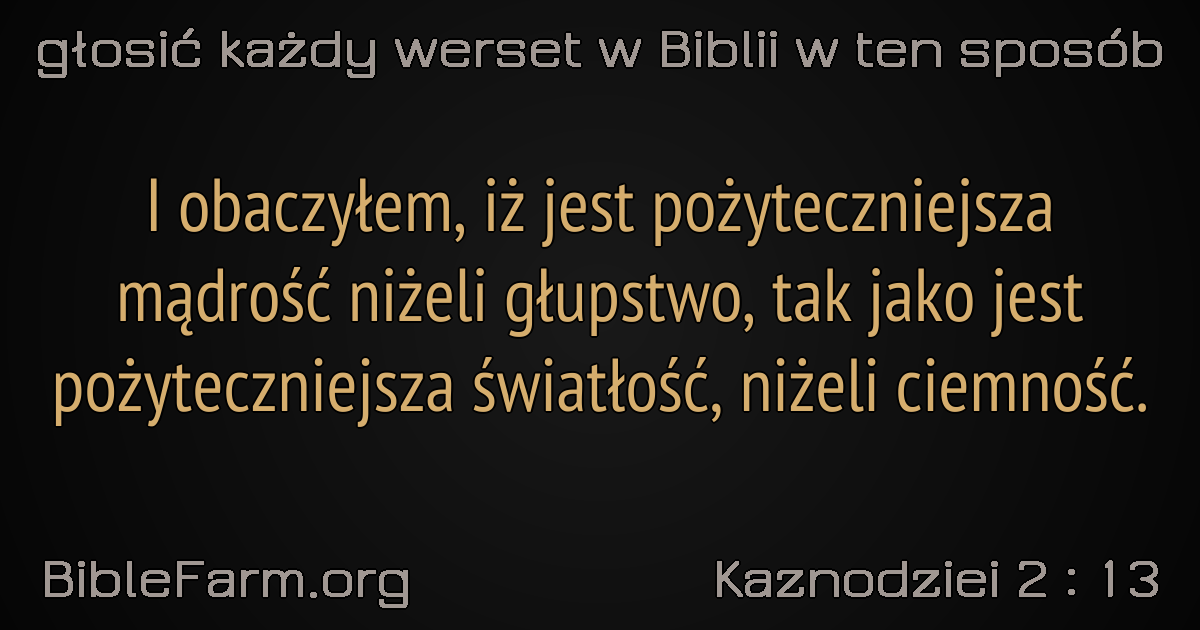 głosić każdy werset w Biblii w ten sposób
I obaczyłem, iż jest pożyteczniejsza
mądrość niżeli głupstwo, tak jako jest
pożyteczniejsza światłość, niżeli ciemność.
BibleFarm.org
Kaznodziei 2 : 13